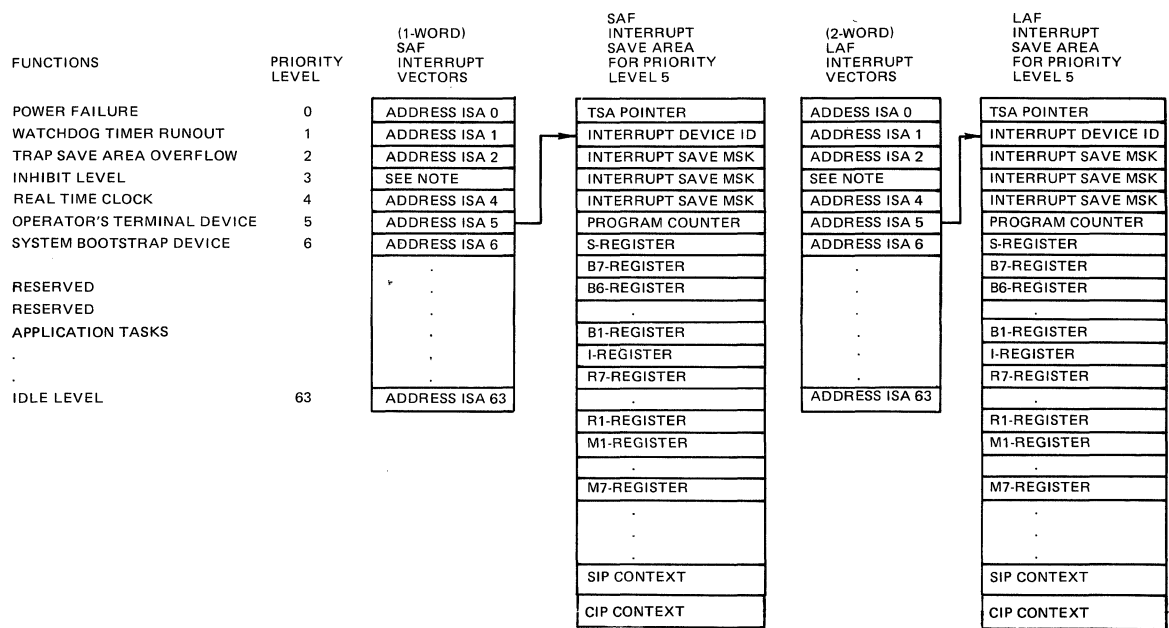 FUNCTIONS
PRIORITY
LEVEL
(1-WORD)
SAF
INTERRUPT
VECTORS
SAF
INTERRUPT
SAVE AREA
FOR PRIORITY
LEVEL 5
(2-WORD)
LAF
INTERRUPT
VECTORS
LAF
INTERRUPT
SAVE AREA
FOR PRIORITY
LEVEL 5
POWER FAILURE 0
WATCHDOG TIMER RUNOUT 1
TRAP SAVE AREA OVERFLOW 2
INHIBIT LEVEL 3
REAL TIME CLOCK 4
OPERATOR'S TERMINAL DEVICE 5
SYSTEM BOOTSTRAP DEVICE 6
RESERVED
RESERVED
APPLICATION TASKS
.
.
IDLE LEVEL 63
ADDRESS ISA 0
ADDRESS ISA 1
ADDRESS ISA 2
SEE NOTE
ADDRESS ISA 4
ADDRESS ISA 5
ADDRESS ISA 6
.
.
.
.
.
.
ADDRESS ISA 63
TSA POINTER
INTERRUPT DEVICE ID
INTERRUPT SAVE MSK
INTERRUPT SAVE MSK
INTERRUPT SAVE MSK
PROGRAM COUNTER
S-REGISTER
B7-REGISTER
B6-REGISTER
.
B1-REGISTER
I-REGISTER
R7-REGISTER
.
R1-REGISTER
M1-REGISTER
.
M7-REGISTER
.
.
.
SIP CONTEXT
CIP CONTEXT
ADDESS ISA 0
ADDRESS ISA 1
ADDRESS ISA 2
SEE NOTE
ADDRESS ISA 4
ADDRESS ISA 5
ADDRESS ISA 6
.
.
.
.
.
.
ADDRESS ISA 63
TSA POINTER
INTERRUPT DEVICE ID
INTERRUPT SAVE MSK
INTERRUPT SAVE MSK
INTERRUPT SAVE MSK
PROGRAM COUNTER
S-REGISTER
B7-REGISTER
B6-REGISTER
.
B1-REGISTER
I-REGISTER
R7-REGISTER
.
R1-REGISTER
M1-REGISTER
.
M7-REGISTER
.
.
.
SIP CONTEXT
CIP CONTEXT